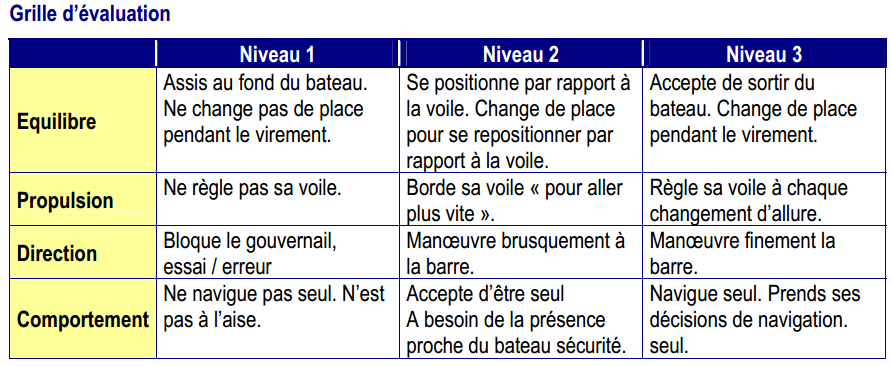 Grille d’évaluation
Niveau 1 Niveau 2 Niveau 3
Equilibre
Assis au fond du bateau.
Ne change pas de place
pendant le virement.
Se positionne par rapport à
la voile. Change de place
pour se repositionner par
rapport à la voile.
Accepte de sortir du
bateau. Change de place
pendant le virement.
Propulsion
Ne règle pas sa voile.
Borde sa voile « pour aller
plus vite ».
Règle sa voile à chaque
changement d’allure.
Direction
Bloque le gouvernail,
essai / erreur
Manœuvre brusquement à
la barre.
Manœuvre finement la
barre.
Comportement
Ne navigue pas seul. N’est
pas à l’aise.
Accepte d’être seul
A besoin de la présence
proche du bateau sécurité.
Navigue seul. Prends ses
décisions de navigation.
seul.